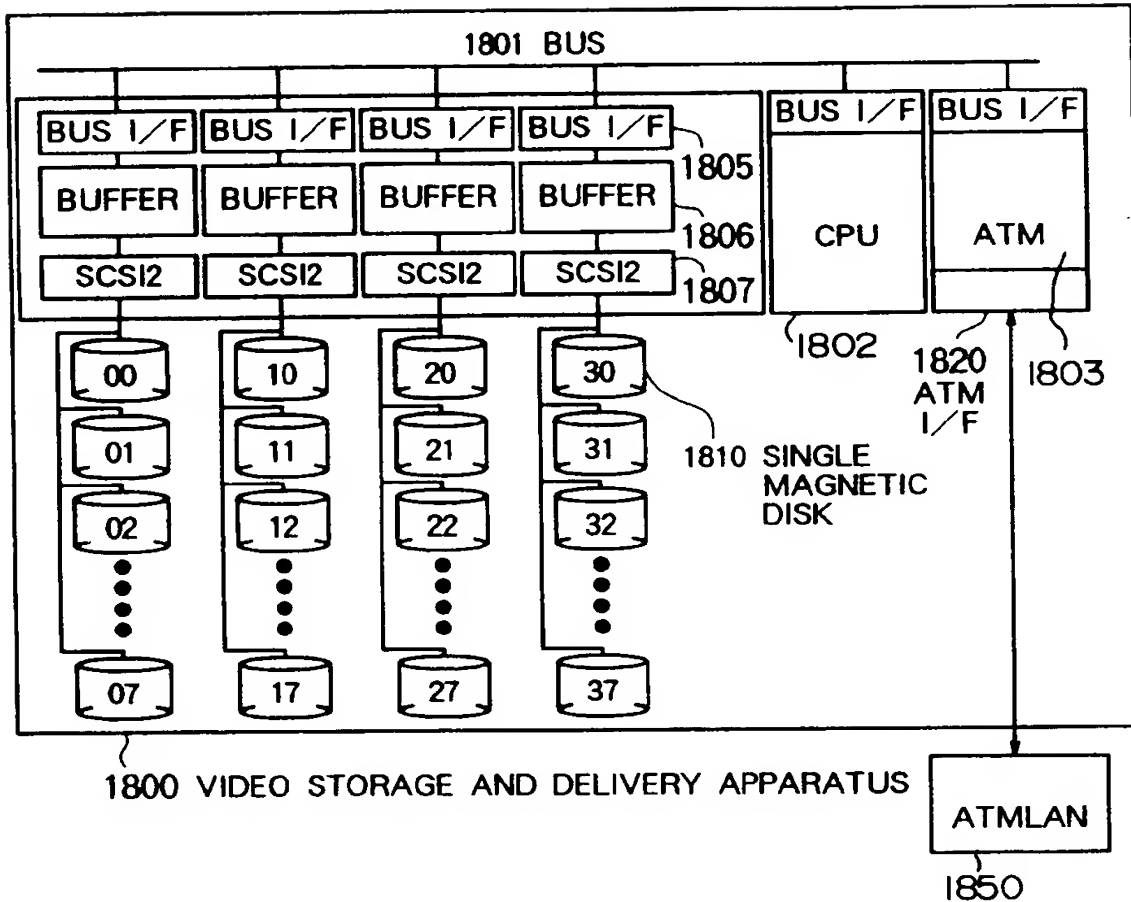 1801 BUS
BUS I/F BUS I/F BUS I/F BUS I/F BUS I/F BUS I/F
1805
BUFFER BUFFER BUFFER BUFFER
1806
CPU ATM
SCSI2 SCSI2 SCSI2 SCSI2
1807
1802
1820
ATM
I/F
1803
00 10 20 30
01 11 21 31
1810 SINGLE
MAGNETIC
DISK
02 12 22 32
07 17 27 37
1800 VIDEO STORAGE AND DELIVERY APPARATUS
ATMLAN
1850